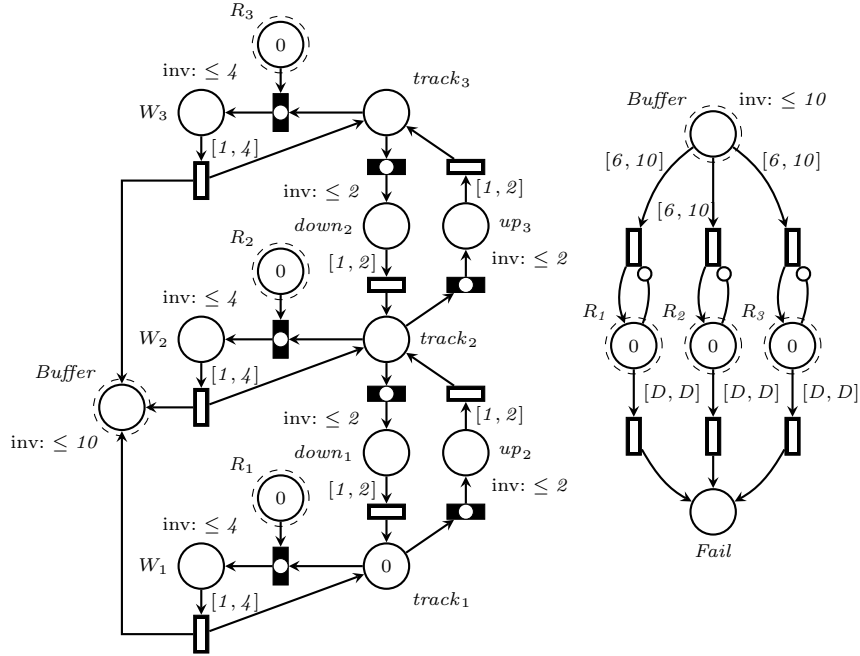 R3
0
inv: ≤ 4
track3
W3
[1, 4]
inv: ≤ 2
[1, 2]
down2
up3
R2
0
[1, 2]
inv: ≤ 2
inv: ≤ 4
W2
track2
[1, 4]
Buffer
inv: ≤ 10
inv: ≤ 2
[1, 2]
down1
up2
R1
0
[1, 2]
inv: ≤ 2
inv: ≤ 4
W1
0
track1
[1, 4]
Buffer
inv: ≤ 10
[6, 10]
[6, 10]
[6, 10]
R1
R2
R3
0
0
0
[D, D]
[D, D]
[D, D]
Fail